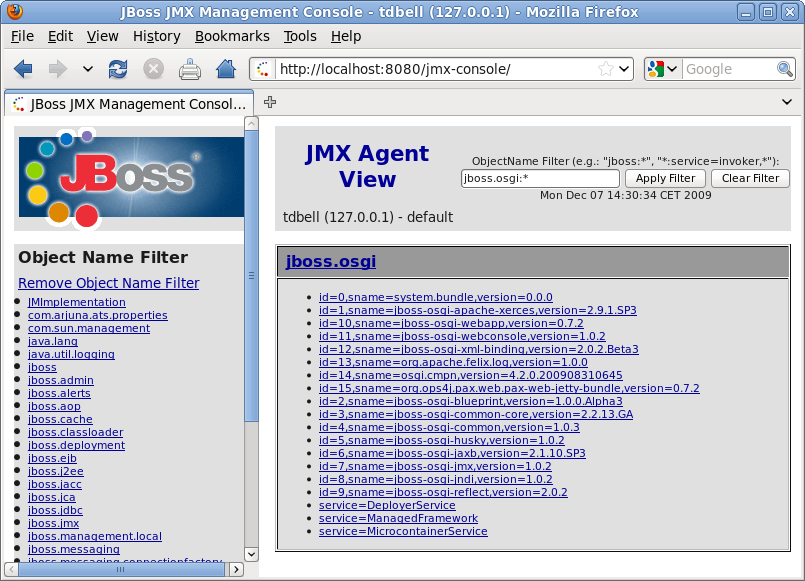 JBoss JMX Management Console - tdbell (127.0.0.1) - Mozilla Firefox
File Edit View History Bookmarks Tools Help
http://localhost:8080/jmx-console/
Google
JBoss JMX Management Consol...
JBoss®
Object Name Filter
Remove Object Name Filter
JMImplementation
com.arjuna.ats.properties
com.sun.management
java.lang
java.util.logging
jboss
jboss.admin
jboss.alerts
jboss.aop
jboss.cache
jboss.classloader
jboss.deployment
jboss.ejb
jboss.j2ee
jboss.jacc
jboss.jca
jboss.jdbc
jboss.jmx
jboss.management.local
jboss.messaging
jboss.messaging.connectionfactory
JMX Agent
View
ObjectName Filter (e.g.: "jboss:*", "*:service=invoker,*"):
jboss.osgi:*
Apply Filter
Clear Filter
Mon Dec 07 14:30:34 CET 2009
tdbell (127.0.0.1) - default
jboss.osgi
id=0,sname=system.bundle,version=0.0.0
id=1,sname=jboss-osgi-apache-xerces,version=2.9.1.SP3
id=10,sname=jboss-osgi-webapp,version=0.7.2
id=11,sname=jboss-osgi-webconsole,version=1.0.2
id=12,sname=jboss-osgi-xml-binding,version=2.0.2.Beta3
id=13,sname=org.apache.felix.log,version=1.0.0
id=14,sname=osgi.cmpn,version=4.2.0.200908310645
id=15,sname=org.ops4j.pax.web.pax-web-jetty-bundle,version=0.7.2
id=2,sname=jboss-osgi-blueprint,version=1.0.0.Alpha3
id=3,sname=jboss-osgi-common-core,version=2.2.13.GA
id=4,sname=jboss-osgi-common,version=1.0.3
id=5,sname=jboss-osgi-husky,version=1.0.2
id=6,sname=jboss-osgi-jaxb,version=2.1.10.SP3
id=7,sname=jboss-osgi-jmx,version=1.0.2
id=8,sname=jboss-osgi-jndi,version=1.0.2
id=9,sname=jboss-osgi-reflect,version=2.0.2
service=DeployerService
service=ManagedFramework
service=MicrocontainerService